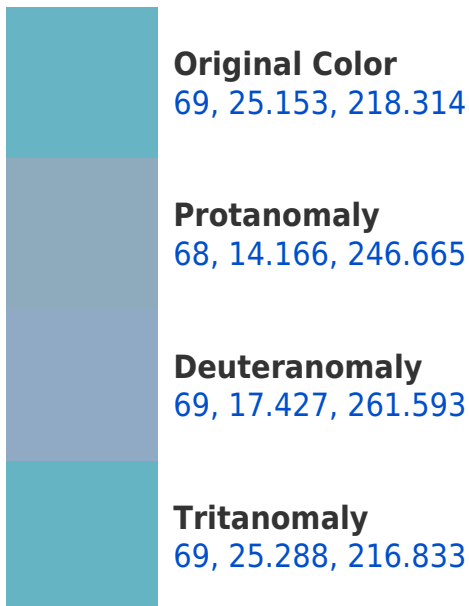 Original Color
69, 25.153, 218.314
Protanomaly
68, 14.166, 246.665
Deuteranomaly
69, 17.427, 261.593
Tritanomaly
69, 25.288, 216.833